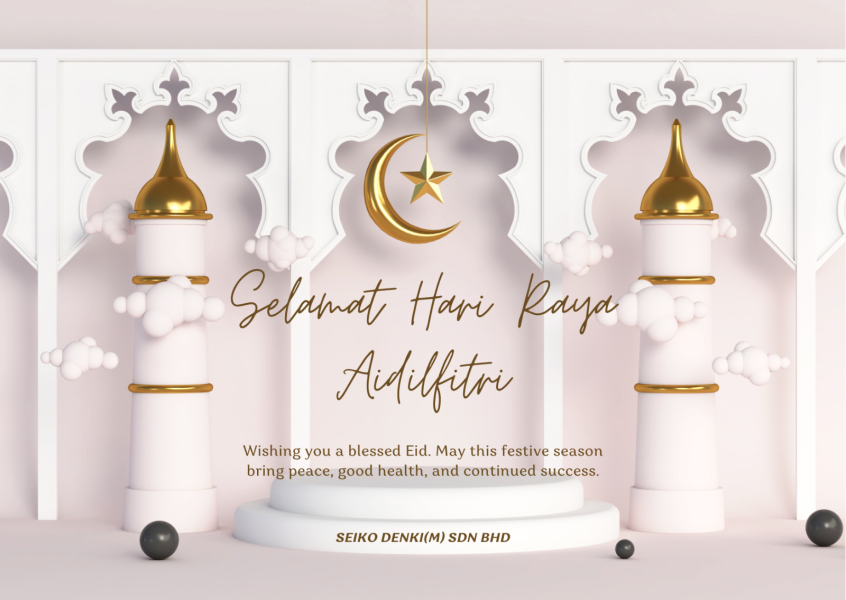 Selamat Hari Raya
Aidilfitri
Wishing you a blessed Eid. May this festive season
bring peace, good health, and continued success.
SEIKO DENKI(M) SDN BHD